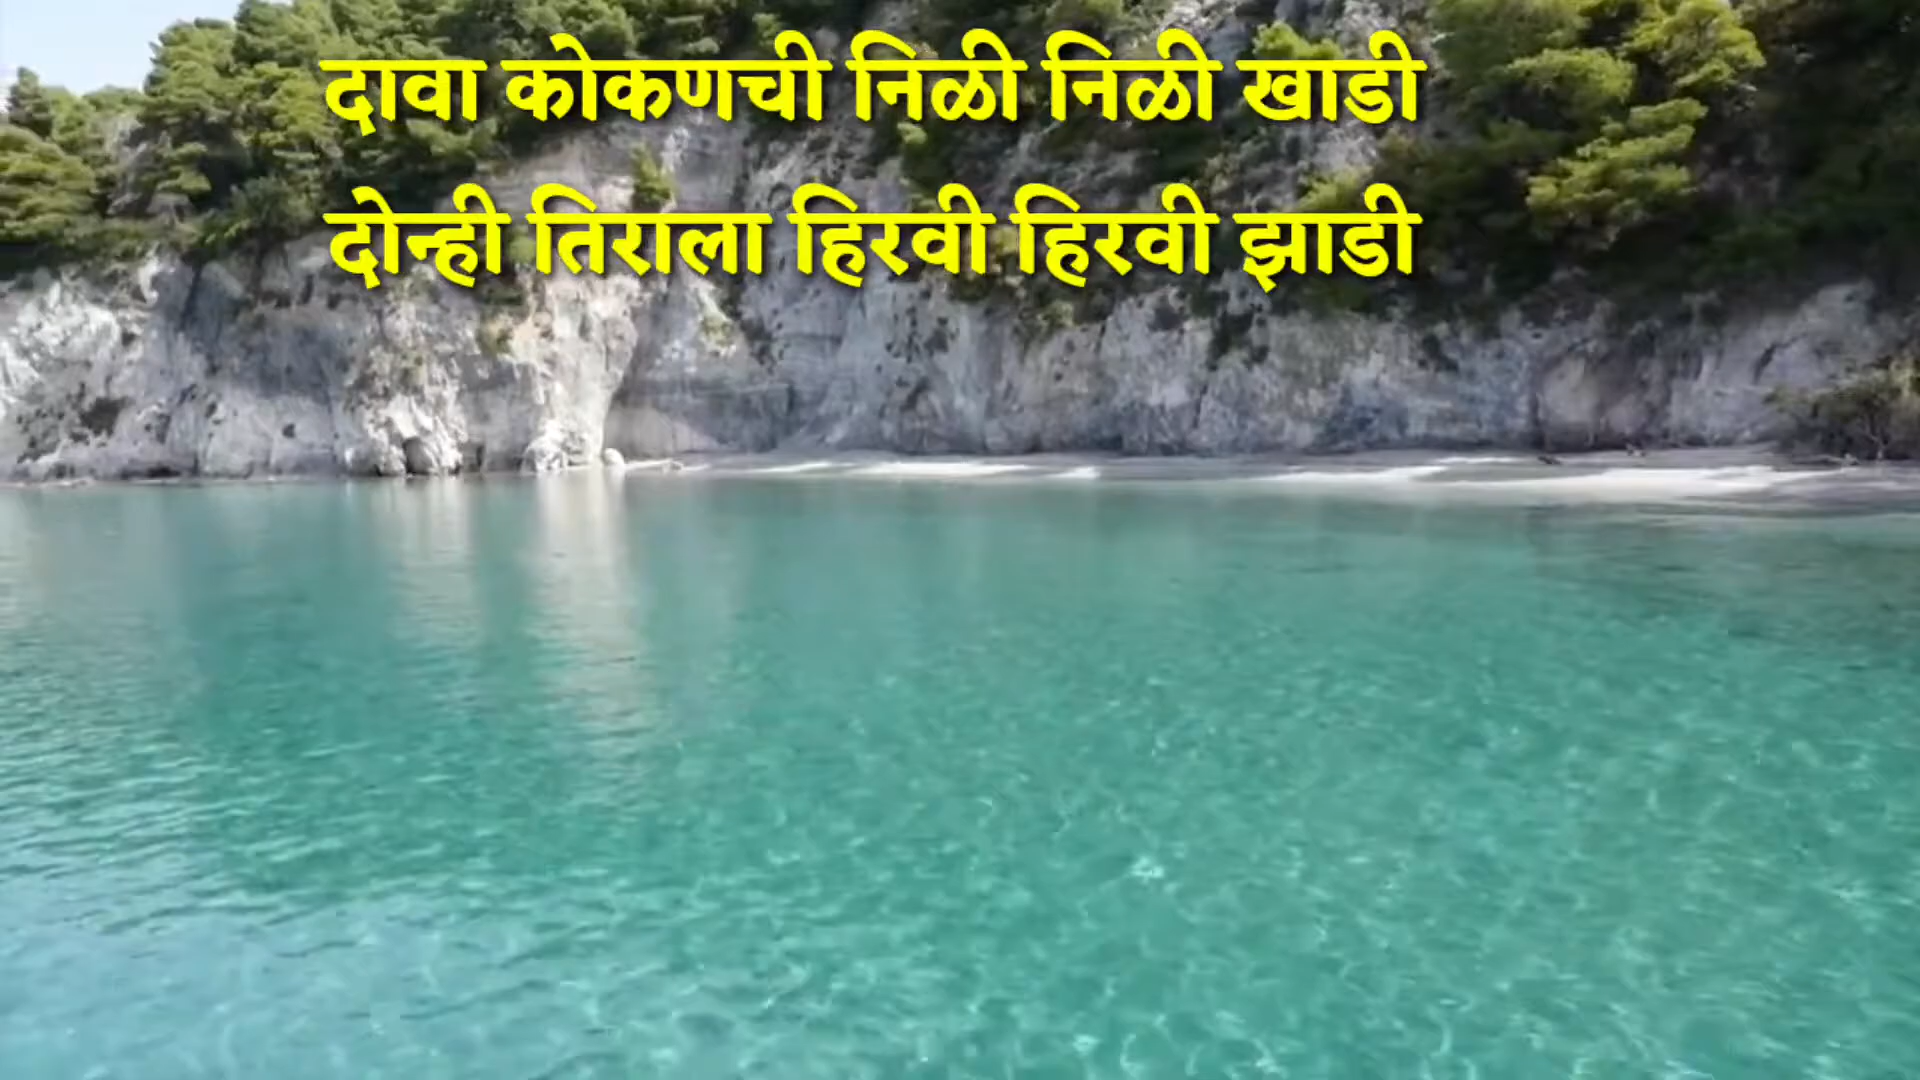 दावा कोकणची निळी निळी खाडी
दोन्ही तिराला हिरवी हिरवी झाडी